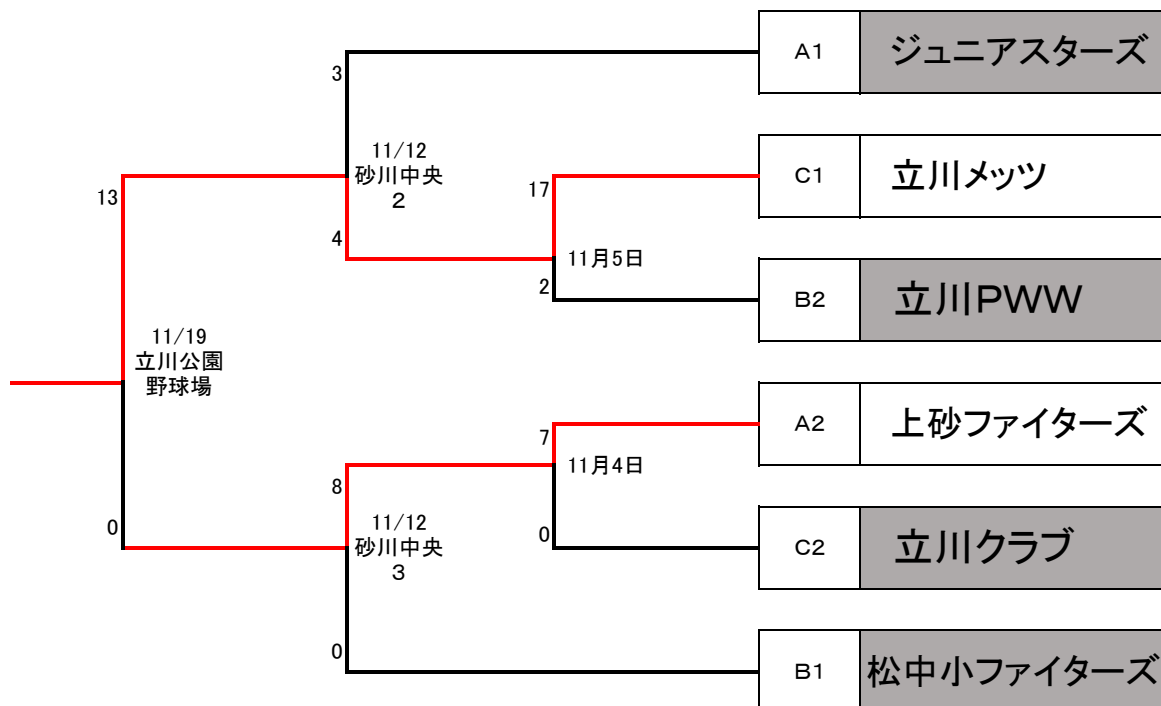 A1 ジュニアスターズ
3
11/12
砂川中央
2
C1 立川メッツ
17
13
4
11月5日
2
B2 立川PWW
11/19
立川公園
野球場
A2 上砂ファイターズ
7
11月4日
8
0
11/12
砂川中央
3
0
C2 立川クラブ
0
B1 松中小ファイターズ